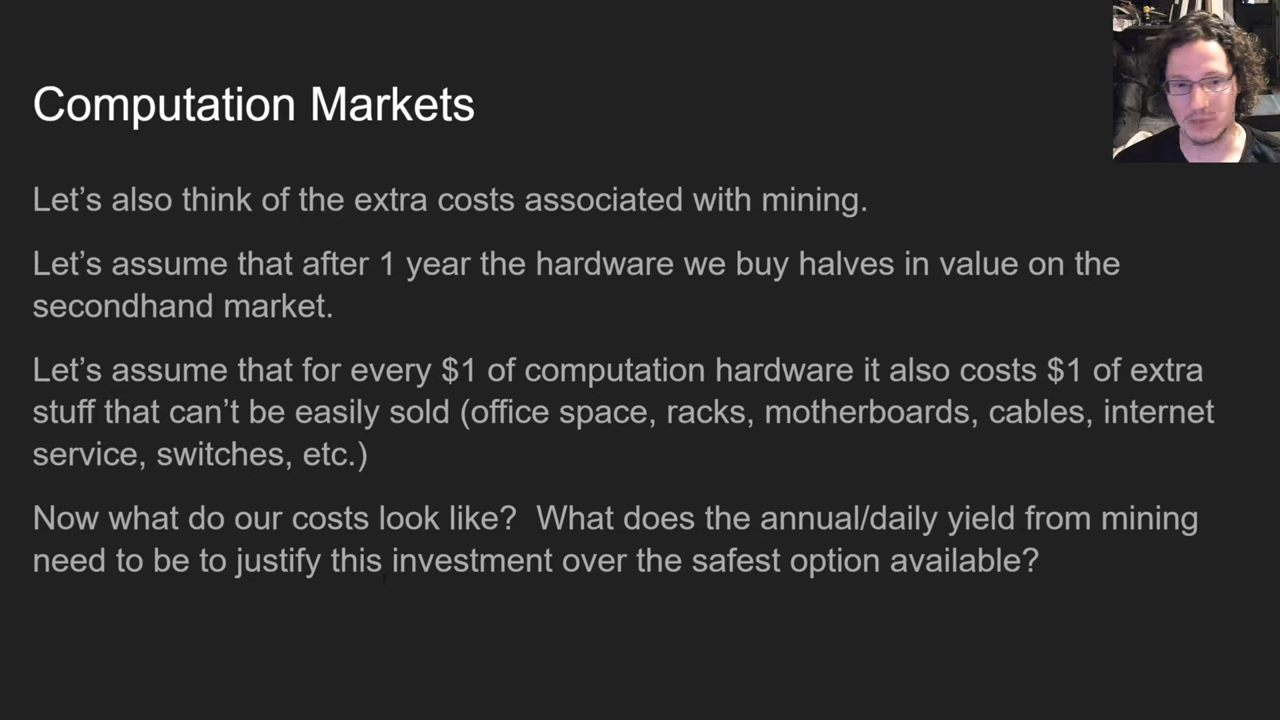 Computation Markets
Let’s also think of the extra costs associated with mining.
Let’s assume that after 1 year the hardware we buy halves in value on the
secondhand market.
Let’s assume that for every $1 of computation hardware it also costs $1 of extra
stuff that can’t be easily sold (office space, racks, motherboards, cables, internet
service, switches, etc.)
Now what do our costs look like?  What does the annual/daily yield from mining
need to be to justify this investment over the safest option available?